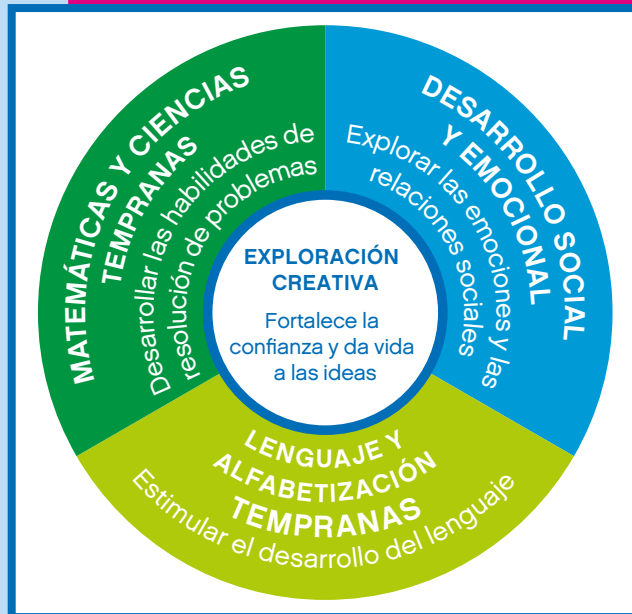 MATEMÁTICAS Y CIENCIAS
TEMPRANAS
Desarrollar las habilidades de
resolución de problemas
DESARROLLO SOCIAL
Y EMOCIONAL
Explorar las emociones y las
relaciones sociales
EXPLORACIÓN
CREATIVA
Fortalece la
confianza y da vida
a las ideas
LENGUAJE Y
ALFABETIZACIÓN
TEMPRANAS
Estimular el desarrollo del lenguaje